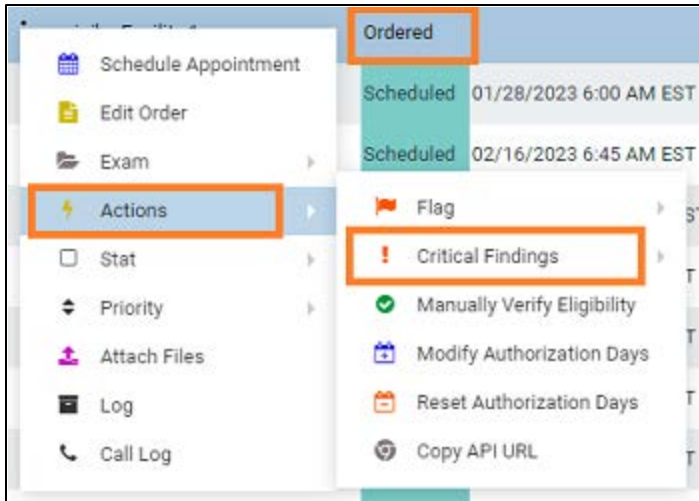 Ordered
Schedule Appointment
Scheduled 01/28/2023 6:00 AM EST
Edit Order
Exam
Scheduled 02/16/2023 6:45 AM EST
Actions
Flag
Stat
Critical Findings
Priority
Manually Verify Eligibility
Attach Files
Modify Authorization Days
Log
Reset Authorization Days
Call Log
Copy API URL